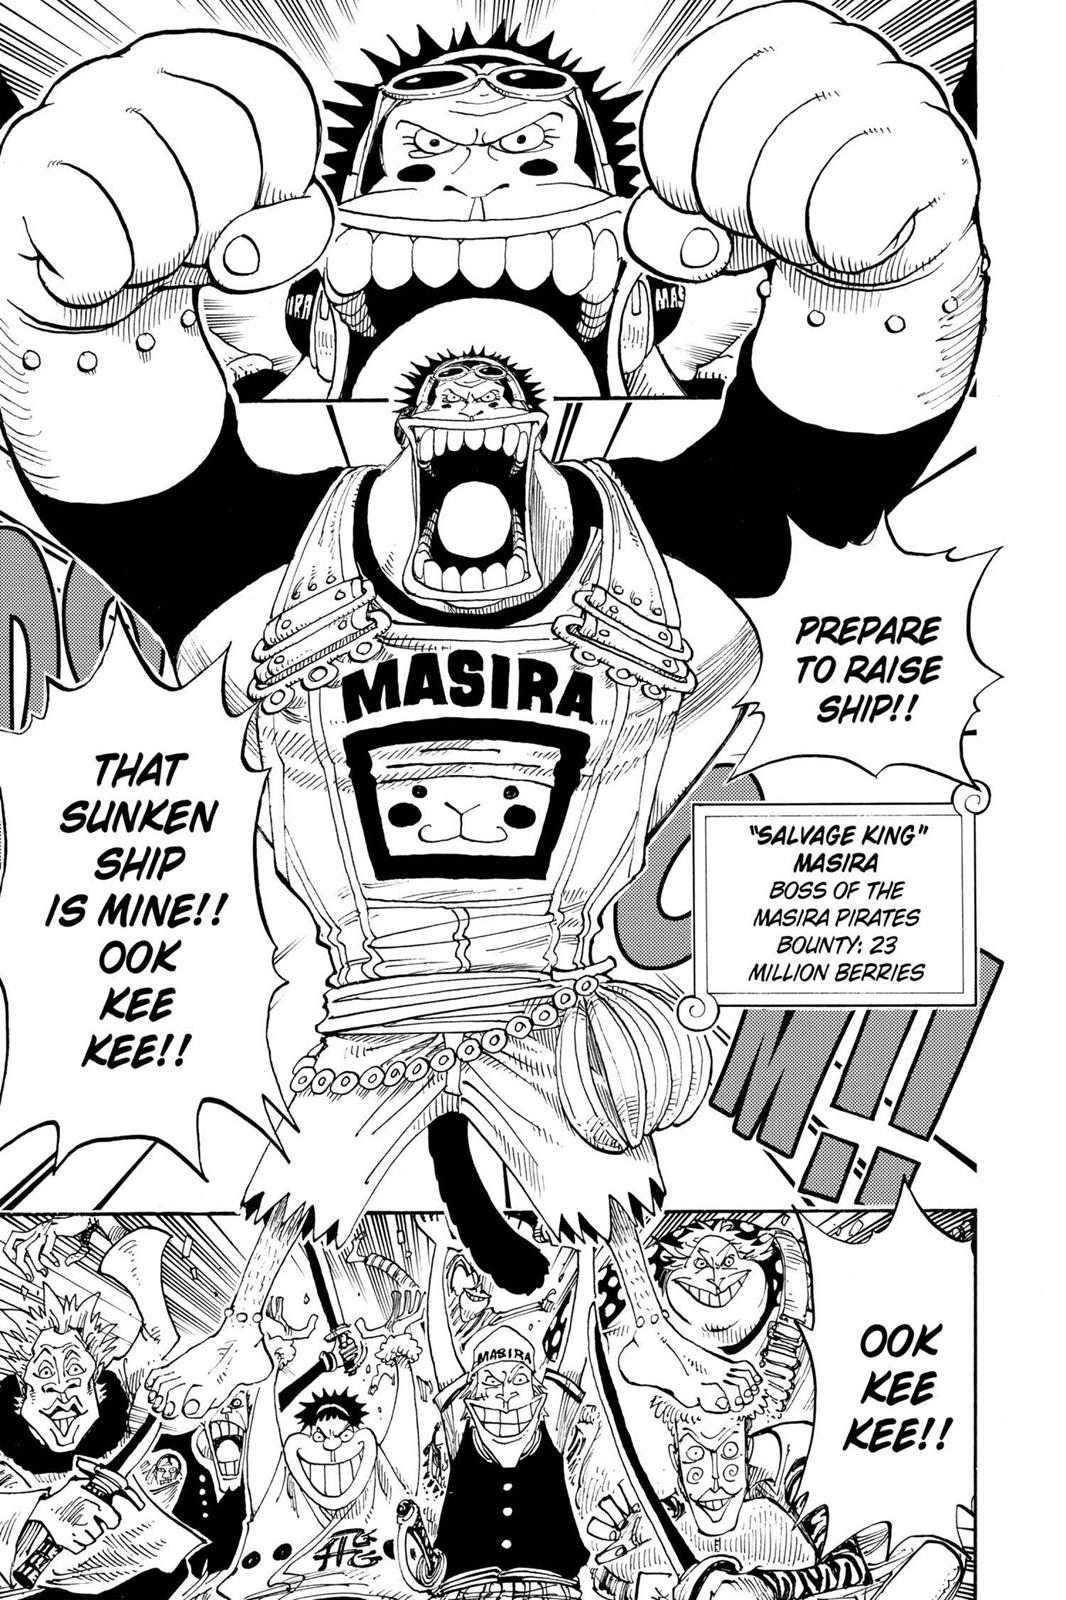 PREPARE
TO RAISE
SHIP!!
MASIRA
THAT
SUNKEN
SHIP
IS MINE!!
OOK
KEE
KEE!!
"SALVAGE KING"
MASIRA
BOSS OF THE
MASIRA PIRATES
BOUNTY: 23
MILLION BERRIES
MASIRA
OOK
KEE
KEE!!